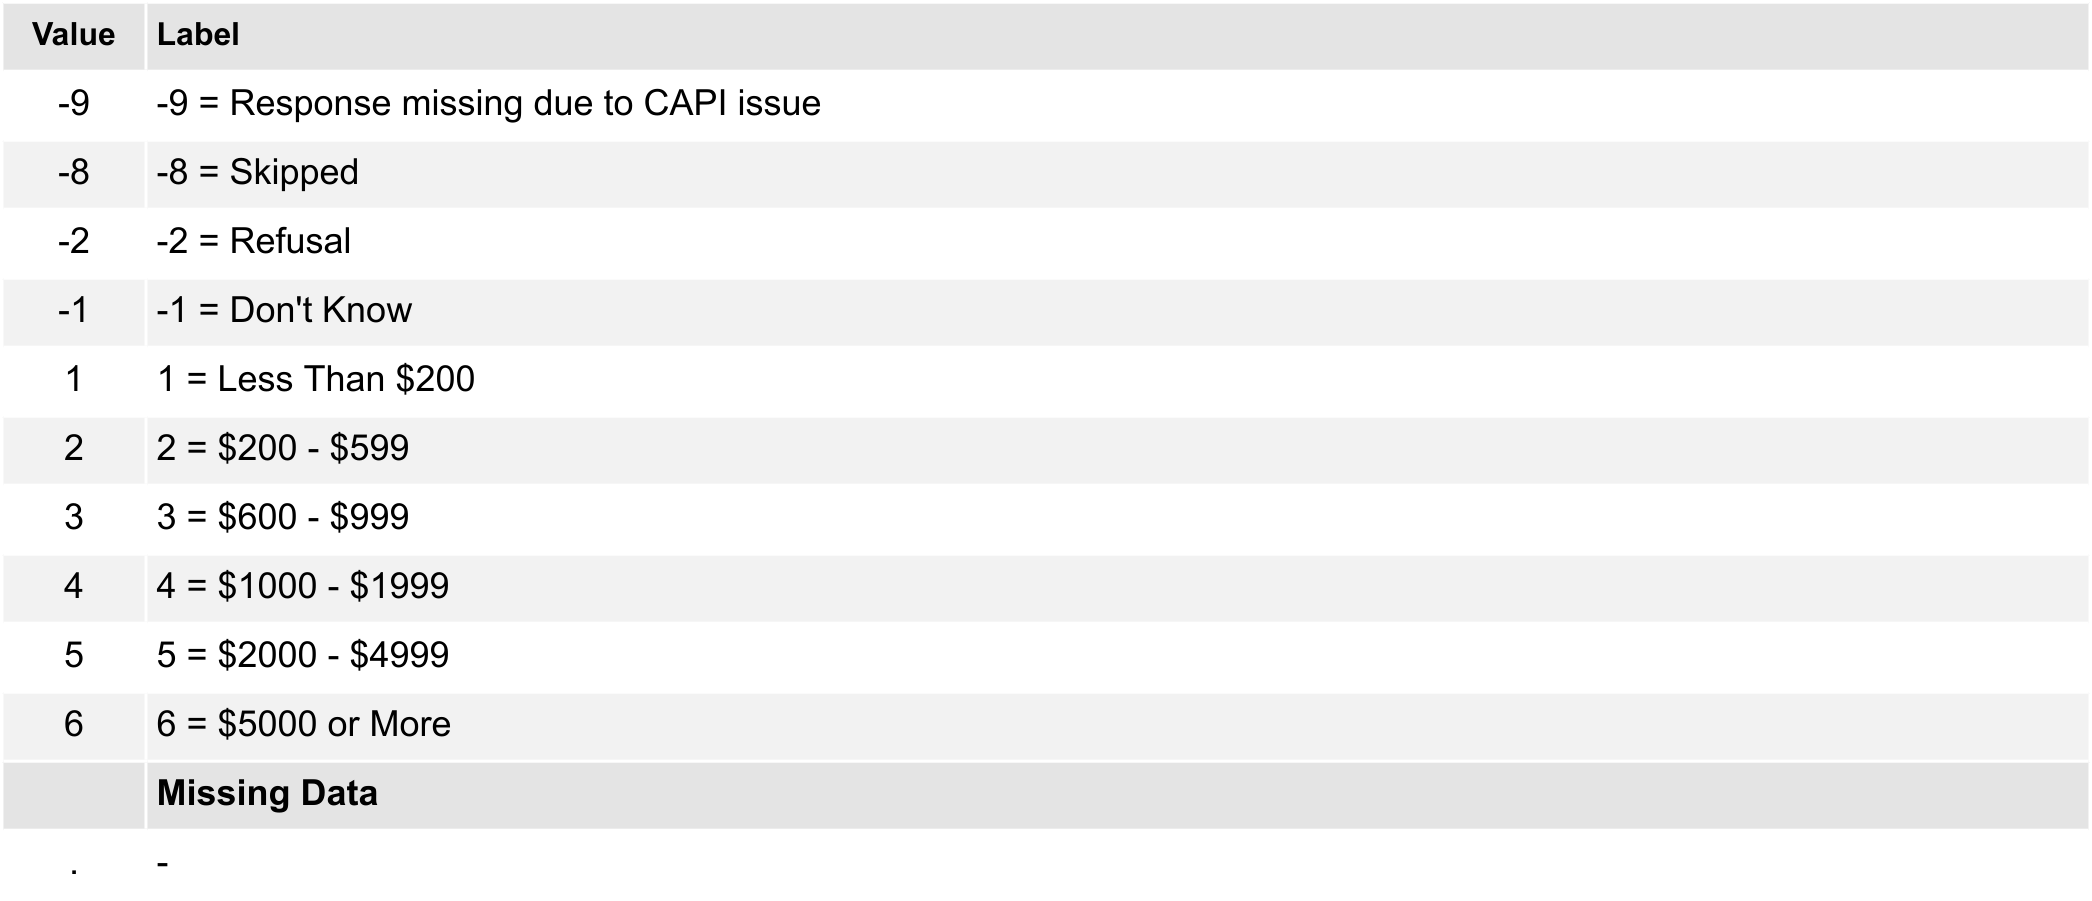 Value Label
-9 -9 = Response missing due to CAPI issue
-8 -8 = Skipped
-2 -2 = Refusal
-1 -1 = Don't Know
1 1 = Less Than $200
2 2 = $200 - $599
3 3 = $600 - $999
4 4 = $1000 - $1999
5 5 = $2000 - $4999
6 6 = $5000 or More
Missing Data
. -